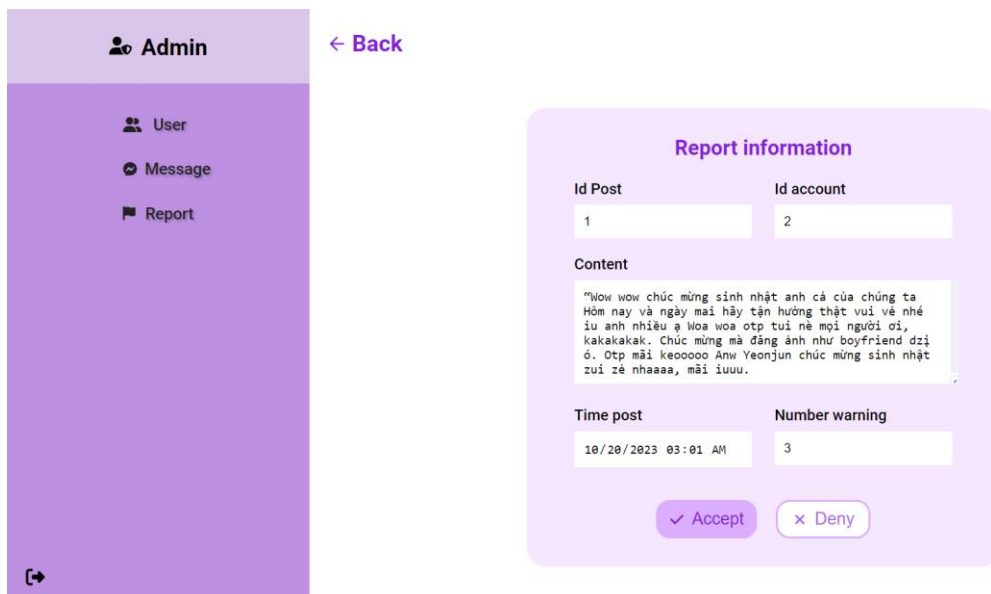 Admin
← Back
User
Message
Report
Report information
Id Post
Id account
1
2
Content
“Wow wow chúc mừng sinh nhật anh cả của chúng ta
Hôm nay và ngày mai hãy tận hưởng thật vui vẻ nhé
iu anh nhiều ạ Woa woa otp tui nè mọi người ơi,
kakakakak. Chúc mừng mà đăng ảnh như boyfriend dzị
ó. Otp mãi keooooo Anw Yeonjun chúc mừng sinh nhật
zui zẻ nhaaaa, mãi iuuu.
Time post
Number warning
10/20/2023 03:01 AM
3
Accept
Deny